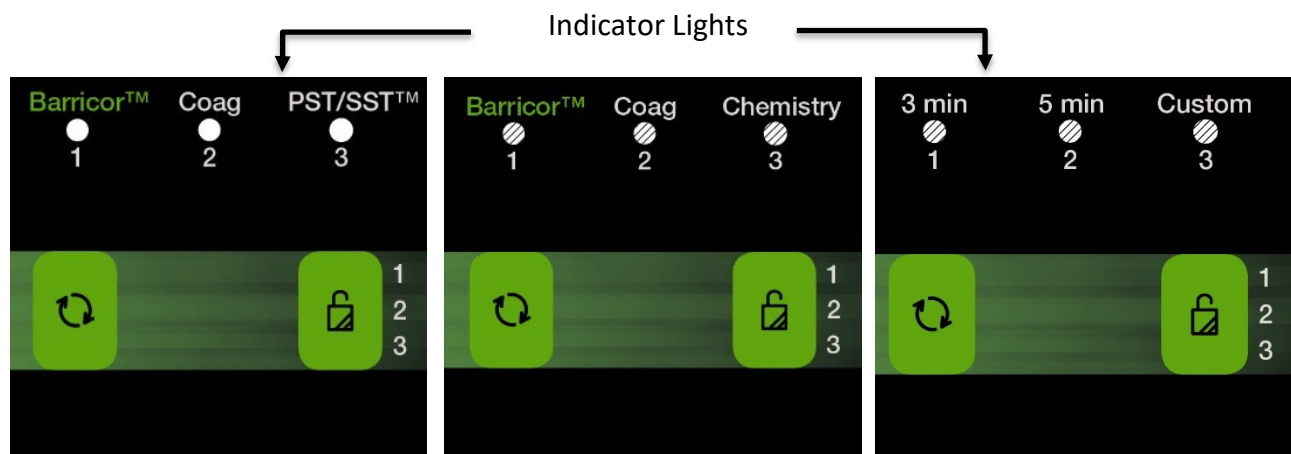 Indicator Lights
Barricor™ Coag PST/SST™
1 2 3
1
2
3
Barricor™ Coag Chemistry
1 2 3
1
2
3
3 min 5 min Custom
1 2 3
1
2
3